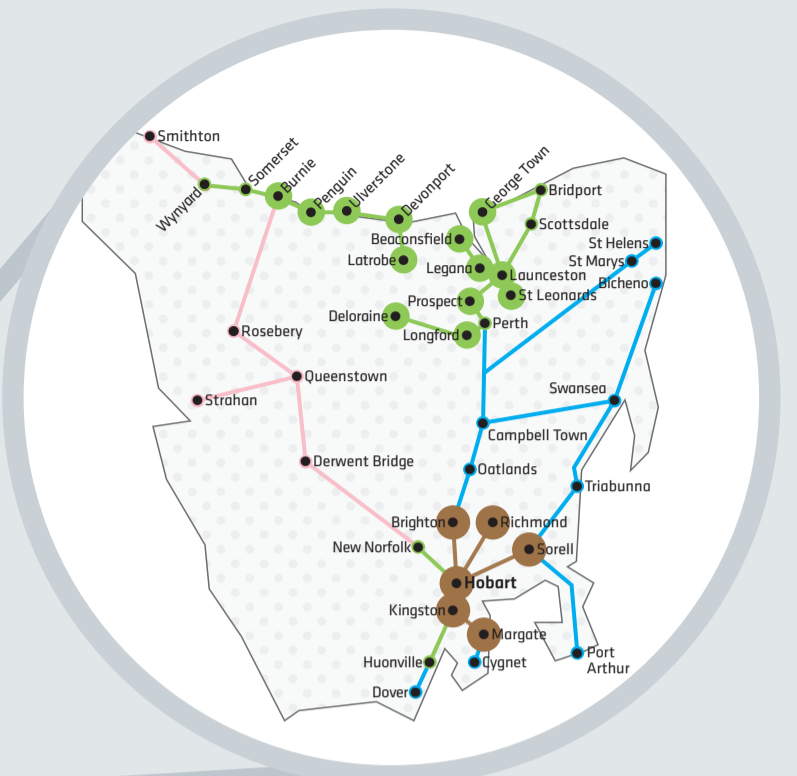 Smithton
Somerset
Burnie
Wynyard
Penguin
Ulverstone
Devonport
George Town
Bridport
Scottsdale
Beaconsfield
St Helens
Latrobe
Legana
St Marys
Launceston
Bicheno
Prospect
St Leonards
Deloraine
Perth
Rosebery
Longford
Queenstown
Swansea
Strahan
Campbell Town
Derwent Bridge
Oatlands
Triabunna
Brighton
Richmond
New Norfolk
Sorell
Hobart
Kingston
Margate
Port
Arthur
Huonville
Cygnet
Dover